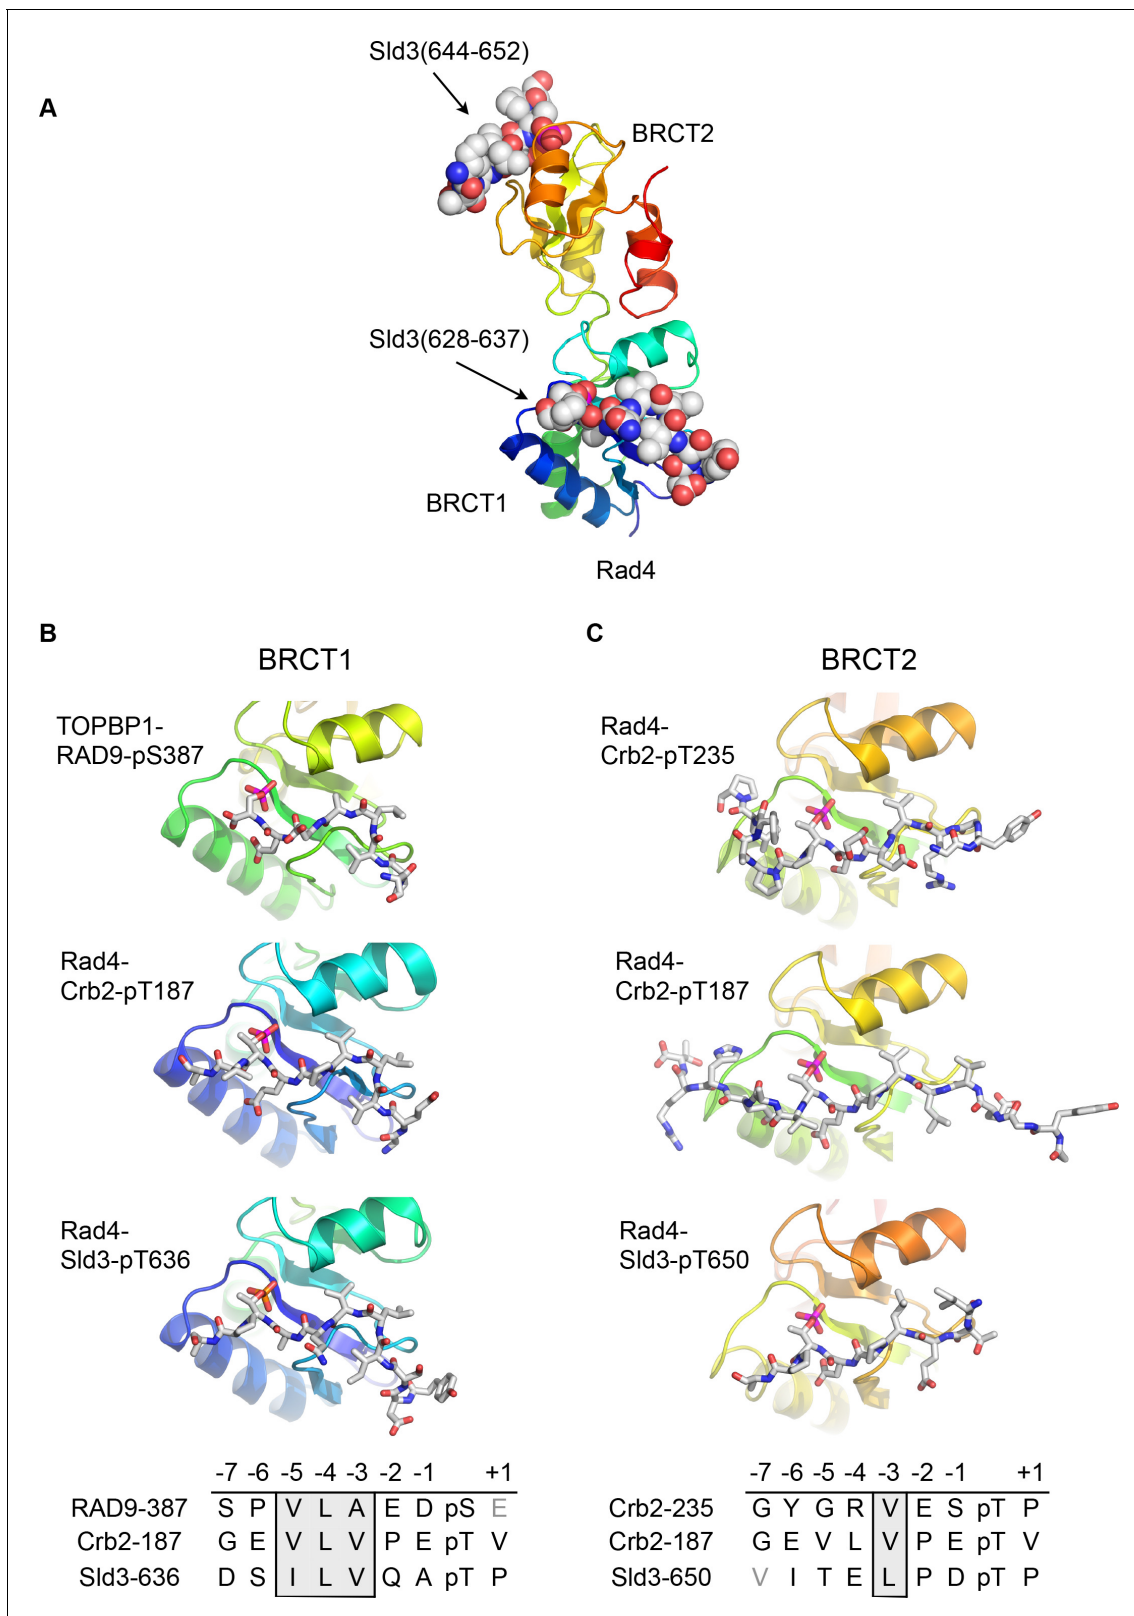 A
Sld3(644-652)
BRCT2
Sld3(628-637)
BRCT1
Rad4
B
BRCT1
TOPBP1-
RAD9-pS387
Rad4-
Crb2-pT187
Rad4-
Sld3-pT636
-7 -6 -5 -4 -3 -2 -1 +1
RAD9-387 S P V L A E D pS E
Crb2-187 G E V L V P E pT V
Sld3-636 D S I L V Q A pT P
C
BRCT2
Rad4-
Crb2-pT235
Rad4-
Crb2-pT187
Rad4-
Sld3-pT650
-7 -6 -5 -4 -3 -2 -1 +1
Crb2-235 G Y G R V E S pT P
Crb2-187 G E V L V P E pT V
Sld3-650 V I T E L P D pT P